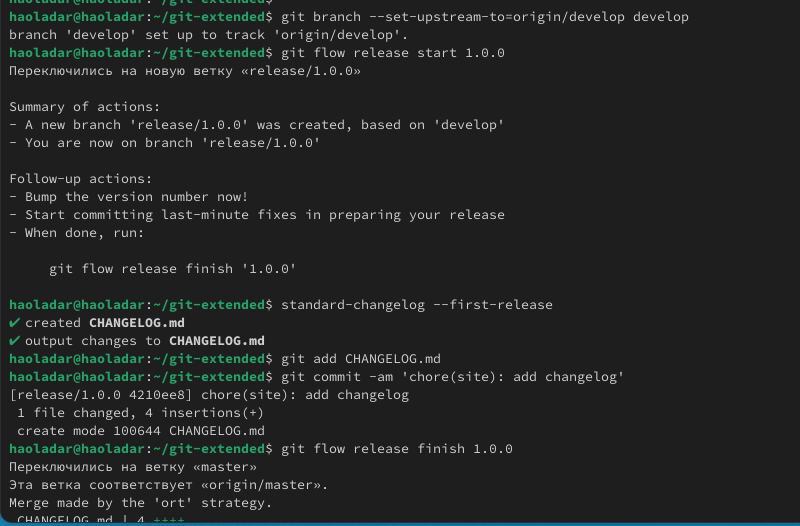 haoladar@haoladar:~/git-extended$ git branch --set-upstream-to=origin/develop develop
branch 'develop' set up to track 'origin/develop'.
haoladar@haoladar:~/git-extended$ git flow release start 1.0.0
Переключились на новую ветку «release/1.0.0»
Summary of actions:
- A new branch 'release/1.0.0' was created, based on 'develop'
- You are now on branch 'release/1.0.0'
Follow-up actions:
- Bump the version number now!
- Start committing last-minute fixes in preparing your release
- When done, run:
git flow release finish '1.0.0'
haoladar@haoladar:~/git-extended$ standard-changelog --first-release
✔ created CHANGELOG.md
✔ output changes to CHANGELOG.md
haoladar@haoladar:~/git-extended$ git add CHANGELOG.md
haoladar@haoladar:~/git-extended$ git commit -am 'chore(site): add changelog'
[release/1.0.0 4210ee8] chore(site): add changelog
1 file changed, 4 insertions(+)
create mode 100644 CHANGELOG.md
haoladar@haoladar:~/git-extended$ git flow release finish 1.0.0
Переключились на ветку «master»
Эта ветка соответствует «origin/master».
Merge made by the 'ort' strategy.
CHANGELOG.md | 4 ++++